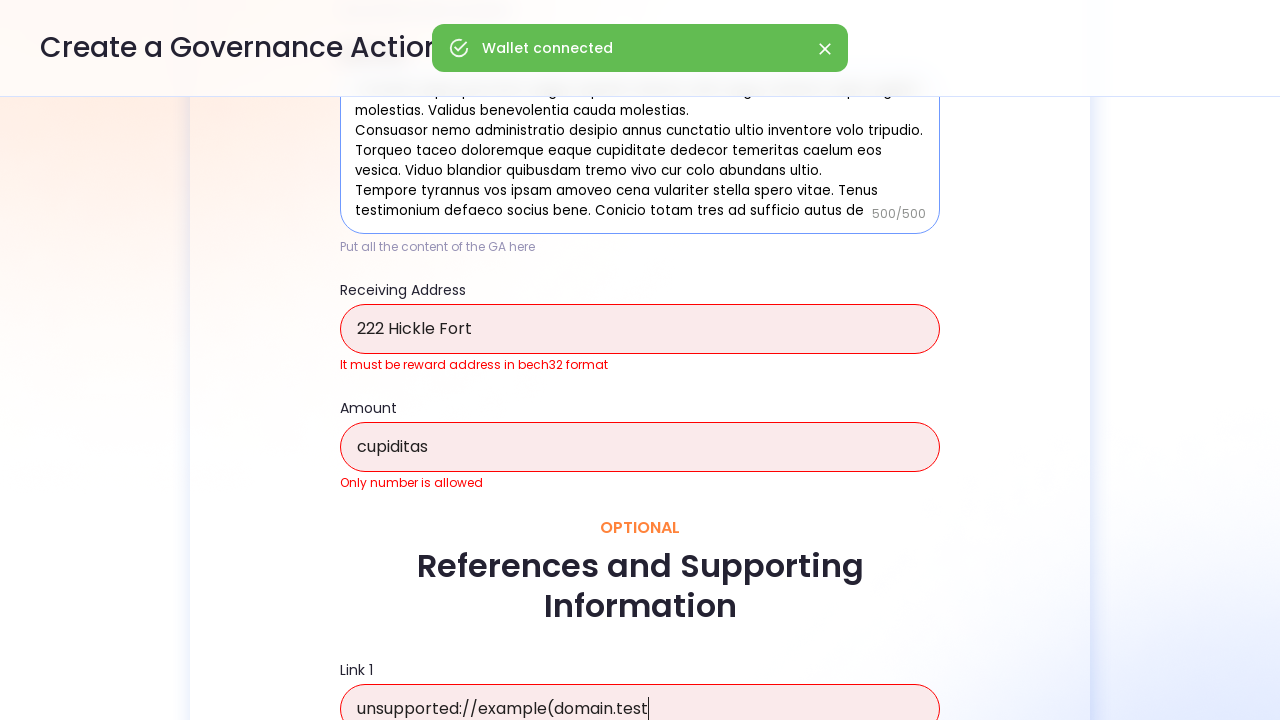 Create a Governance Action
Wallet connected
molestias. Validus benevolentia cauda molestias.
Consuasor nemo administratio desipio annus cunctatio ultio inventore volo tripudio.
Torqueo taceo doloremque eaque cupiditate dedecor temeritas caelum eos
vesica. Viduo blandior quibusdam tremo vivo cur colo abundans ultio.
Tempore tyrannus vos ipsam amoveo cena vulariter stella spero vitae. Tenus
testimonium defaeco socius bene. Conicio totam tres ad sufficio autus de
500/500
Put all the content of the GA here
Receiving Address
222 Hickle Fort
It must be reward address in bech32 format
Amount
cupiditas
Only number is allowed
OPTIONAL
References and Supporting
Information
Link 1
unsupported://example(domain.test